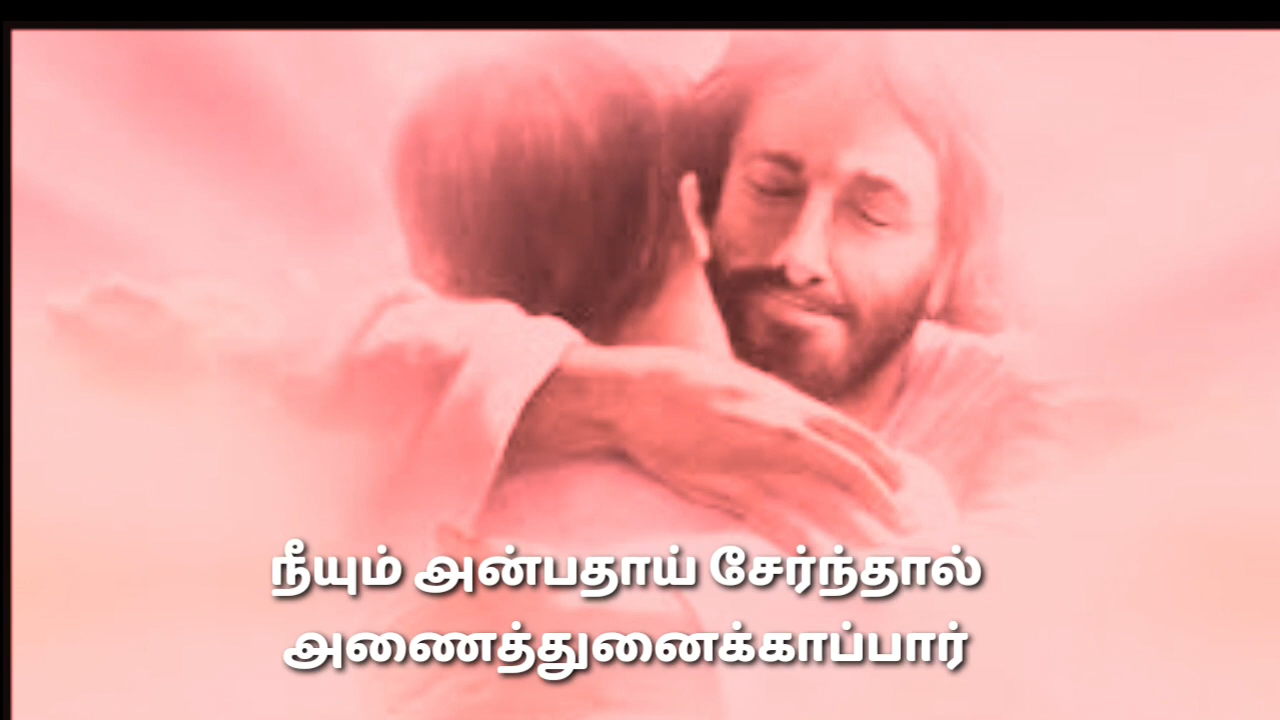 நீயும் அன்பதாய் சேர்ந்தால்
அணைத்துனைக்காப்பார்